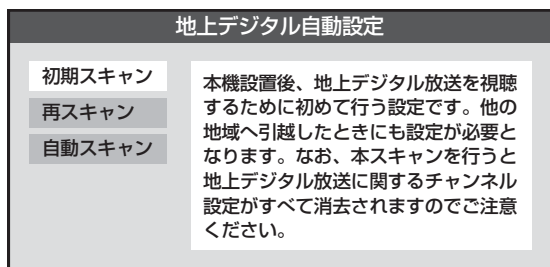 地上デジタル自動設定
初期スキャン
再スキャン
自動スキャン
本機設置後、地上デジタル放送を視聴
するために初めて行う設定です。他の
地域へ引越したときにも設定が必要と
なります。なお、本スキャンを行うと
地上デジタル放送に関するチャンネル
設定がすべて消去されますのでご注意
ください。